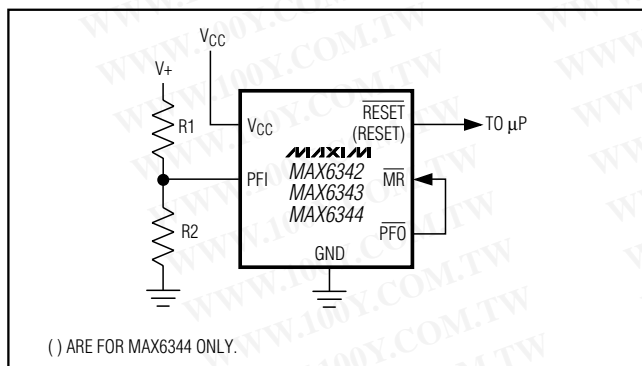 VCC
V+
R1
R2
VCC
PFI
RESET
(RESET)
MAXIM
MAX6342
MAX6343
MAX6344
MR
PFO
GND
TO µP
( ) ARE FOR MAX6344 ONLY.
WWW.100Y.COM.TW